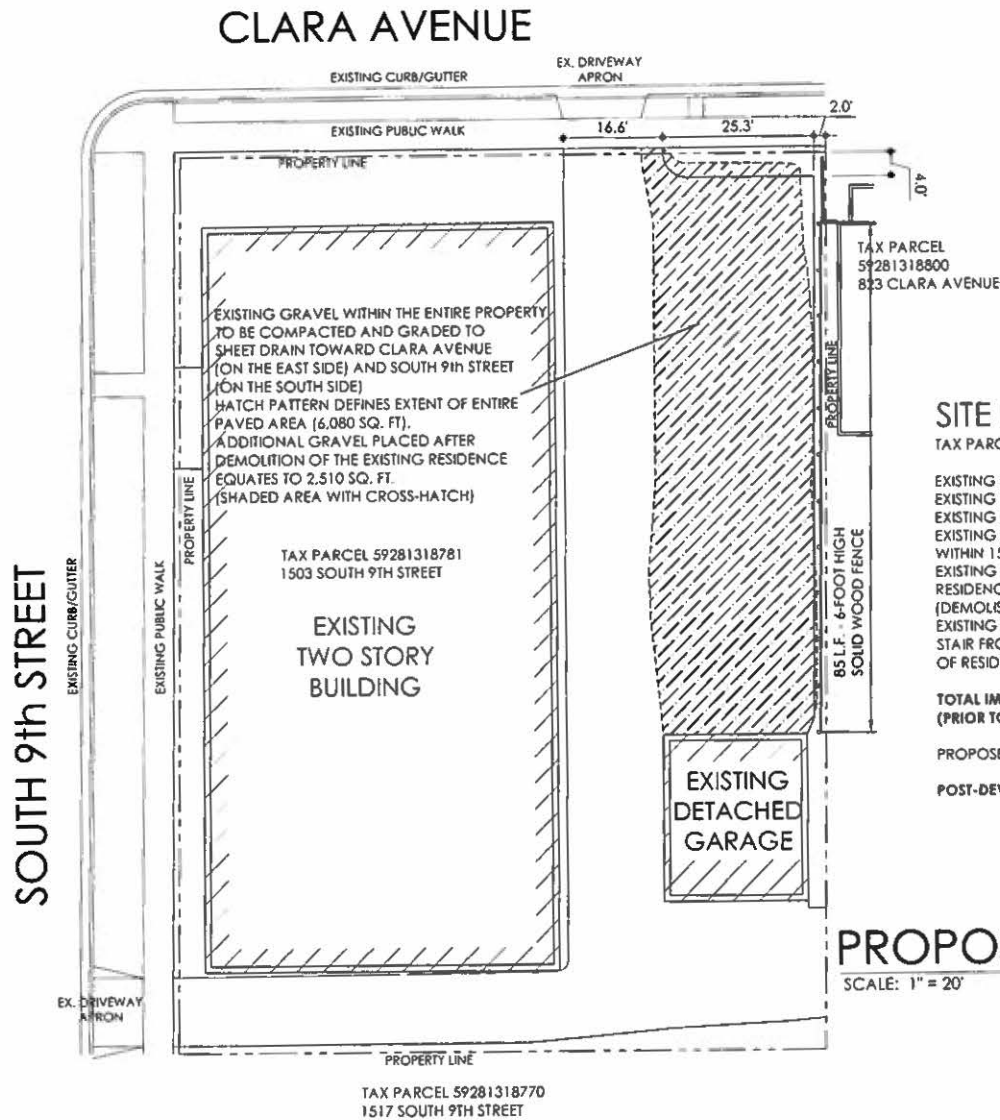 CLARA AVENUE
EXISTING CURB/GUTTER
EX. DRIVEWAY
APRON
2.0'
EXISTING PUBLIC WALK
16.6'
25.3'
PROPERTY LINE
4.0'
TAX PARCEL
59281318800
823 CLARA AVENUE
EXISTING GRAVEL WITHIN THE ENTIRE PROPERTY
TO BE COMPACTED AND GRADED TO
SHEET DRAIN TOWARD CLARA AVENUE
(ON THE EAST SIDE) AND SOUTH 9th STREET
(ON THE SOUTH SIDE)
HATCH PATTERN DEFINES EXTENT OF ENTIRE
PAVED AREA (6,080 SQ. FT).
ADDITIONAL GRAVEL PLACED AFTER
DEMOLITION OF THE EXISTING RESIDENCE
EQUATES TO 2,510 SQ. FT.
(SHADED AREA WITH CROSS-HATCH)
PROPERTY LINE
PROPERTY LINE
TAX PARCEL 59281318781
1503 SOUTH 9TH STREET
EXISTING
TWO STORY
BUILDING
85 L.F. - 6-FOOT HIGH
SOLID WOOD FENCE
SOUTH 9th STREET
EXISTING CURB/GUTTER
EXISTING PUBLIC WALK
EXISTING
DETACHED
GARAGE
SITE
TAX PARC
EXISTING
EXISTING
EXISTING
EXISTING
WITHIN 15
EXISTING
RESIDENC
(DEMOLIS
EXISTING
STAIR FRO
OF RESID
TOTAL IM
(PRIOR TO
PROPOSE
POST-DEV
PROPO
SCALE: 1" = 20'
EX. DRIVEWAY
APRON
PROPERTY LINE
TAX PARCEL 59281318770
1517 SOUTH 9TH STREET